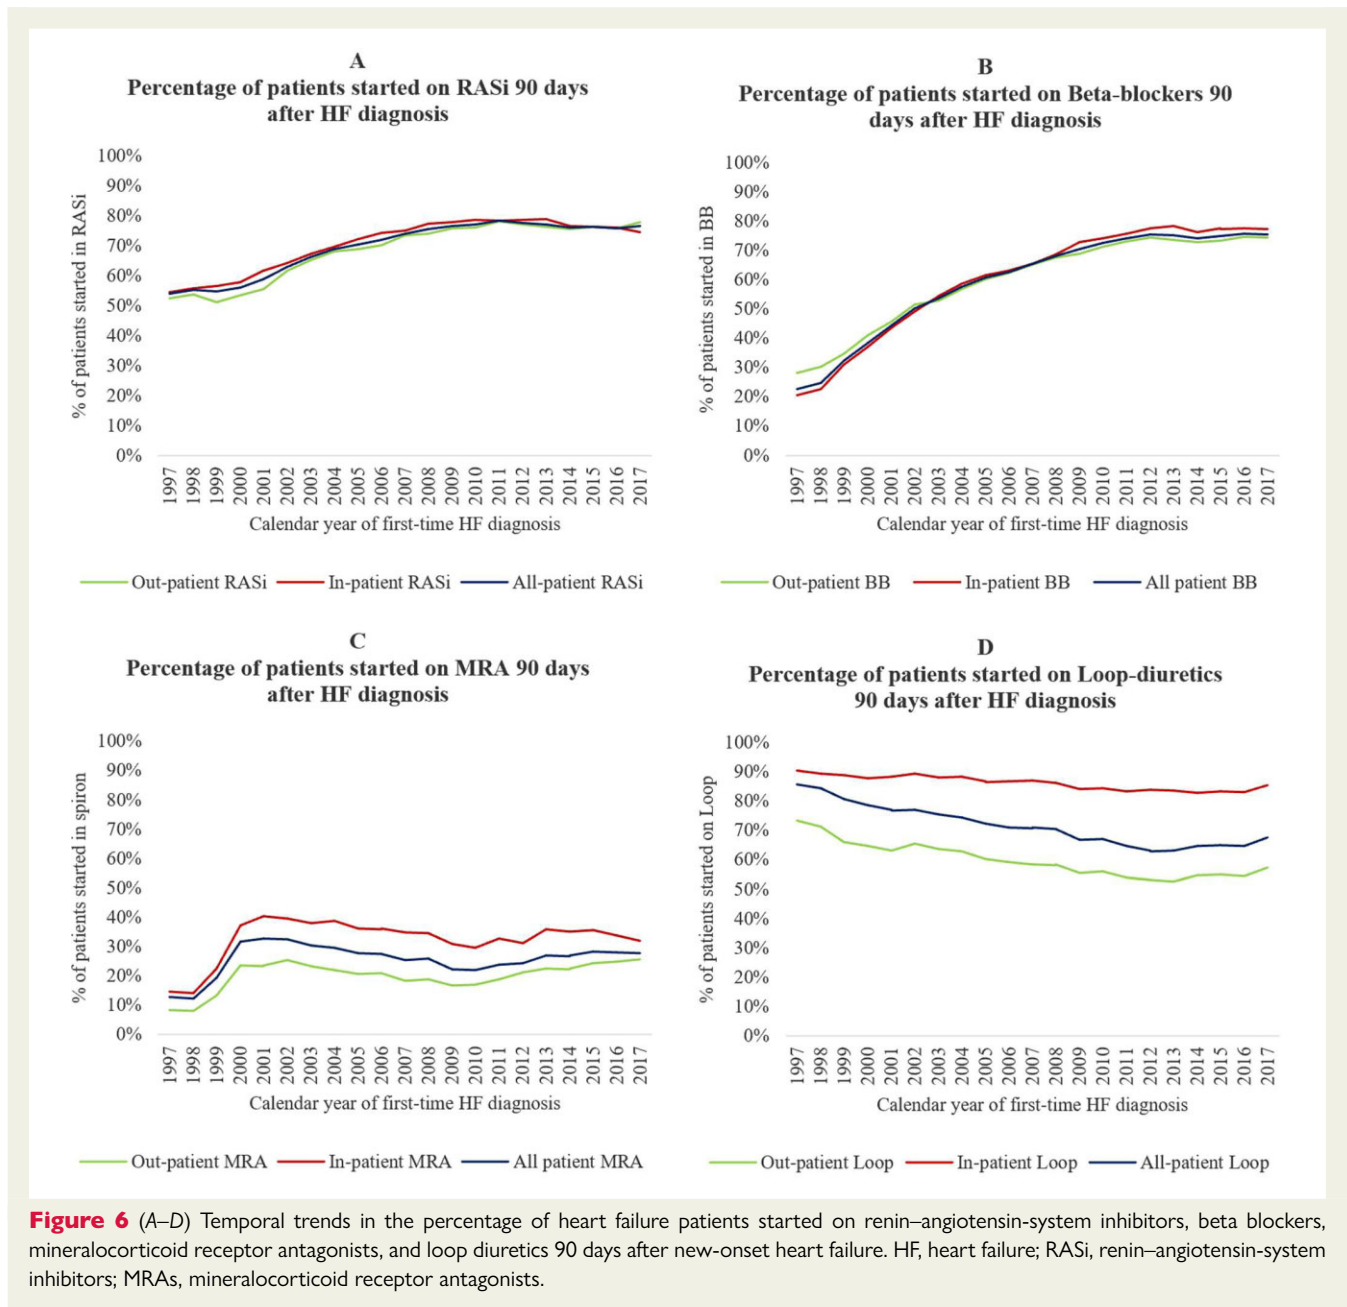 A
Percentage of patients started on RASi 90 days
after HF diagnosis
% of patients started in RASi
100%
90%
80%
70%
60%
50%
40%
30%
20%
10%
0%
1997 1998 1999 2000 2001 2002 2003 2004 2005 2006 2007 2008 2009 2010 2011 2012 2013 2014 2015 2016 2017
Calendar year of first-time HF diagnosis
Out-patient RASi In-patient RASi All-patient RASi
B
Percentage of patients started on Beta-blockers 90
days after HF diagnosis
% of patients started in BB
100%
90%
80%
70%
60%
50%
40%
30%
20%
10%
0%
1997 1998 1999 2000 2001 2002 2003 2004 2005 2006 2007 2008 2009 2010 2011 2012 2013 2014 2015 2016 2017
Calendar year of first-time HF diagnosis
Out-patient BB In-patient BB All patient BB
C
Percentage of patients started on MRA 90 days
after HF diagnosis
% of patients started in spiron
100%
90%
80%
70%
60%
50%
40%
30%
20%
10%
0%
1997 1998 1999 2000 2001 2002 2003 2004 2005 2006 2007 2008 2009 2010 2011 2012 2013 2014 2015 2016 2017
Calendar year of first-time HF diagnosis
Out-patient MRA In-patient MRA All patient MRA
D
Percentage of patients started on Loop-diuretics
90 days after HF diagnosis
% of patients started on Loop
100%
90%
80%
70%
60%
50%
40%
30%
20%
10%
0%
1997 1998 1999 2000 2001 2002 2003 2004 2005 2006 2007 2008 2009 2010 2011 2012 2013 2014 2015 2016 2017
Calendar year of first-time HF diagnosis
Out-patient Loop In-patient Loop All-patient Loop
Figure 6 (A–D) Temporal trends in the percentage of heart failure patients started on renin–angiotensin-system inhibitors, beta blockers,
mineralocorticoid receptor antagonists, and loop diuretics 90 days after new-onset heart failure. HF, heart failure; RASi, renin–angiotensin-system
inhibitors; MRAs, mineralocorticoid receptor antagonists.